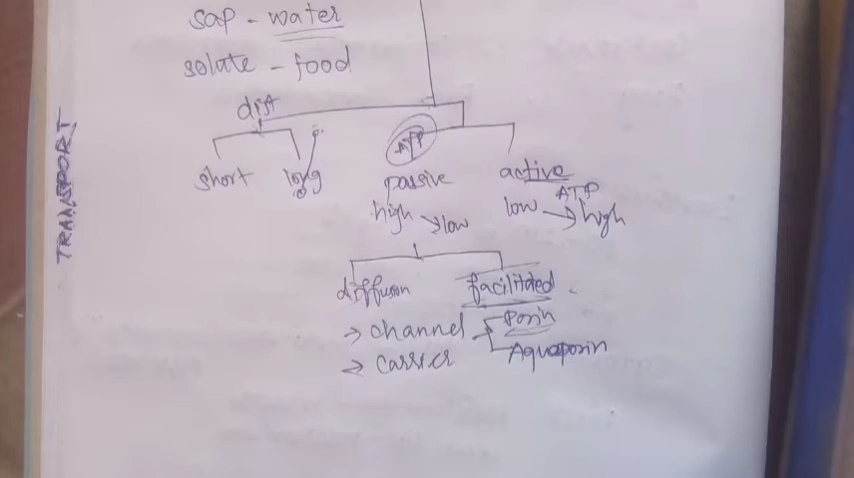 sap - water
solute - food
dist
TRANSPORT
short long
ATP
passive active
high → low
low ATP → high
diffusion facilitated
→ channel Porin
→ carrier Aquaporin